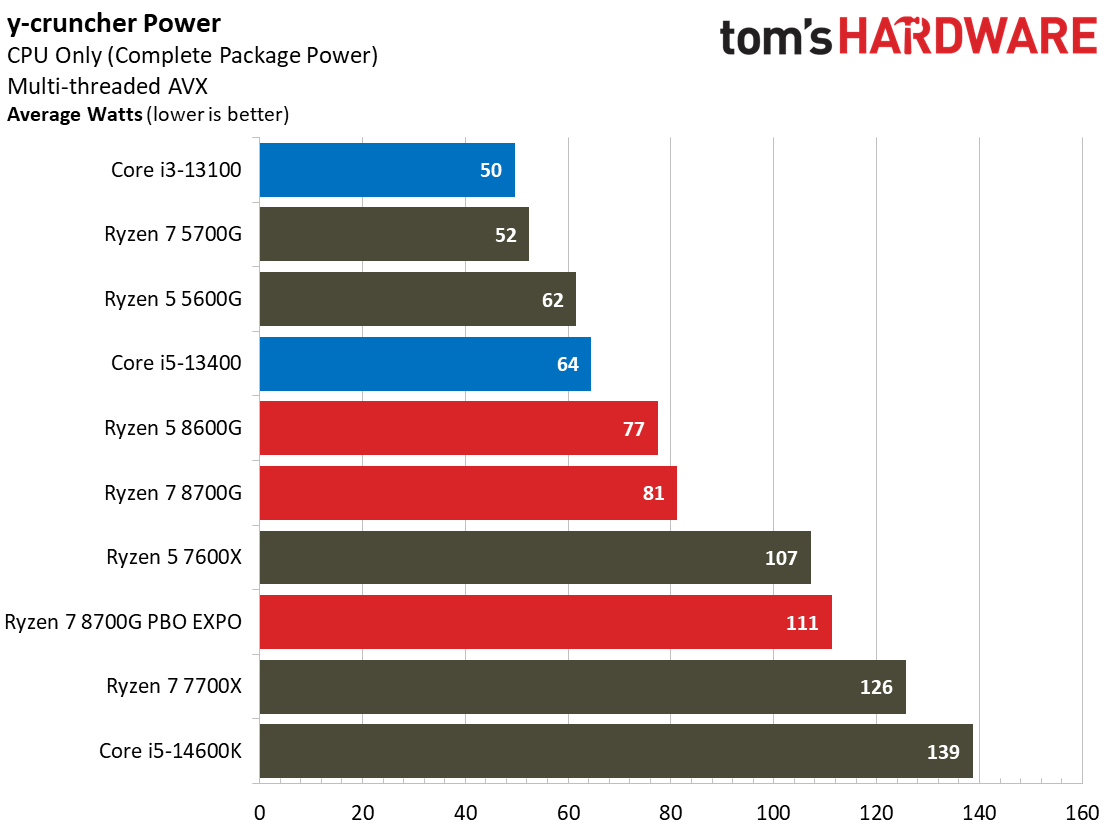 y-cruncher Power
tom's HARDWARE
CPU Only (Complete Package Power)
Multi-threaded AVX
Average Watts (lower is better)
Core i3-13100 50
Ryzen 7 5700G 52
Ryzen 5 5600G 62
Core i5-13400 64
Ryzen 5 8600G 77
Ryzen 7 8700G 81
Ryzen 5 7600X 107
Ryzen 7 8700G PBO EXPO 111
Ryzen 7 7700X 126
Core i5-14600K 139
0 20 40 60 80 100 120 140 160